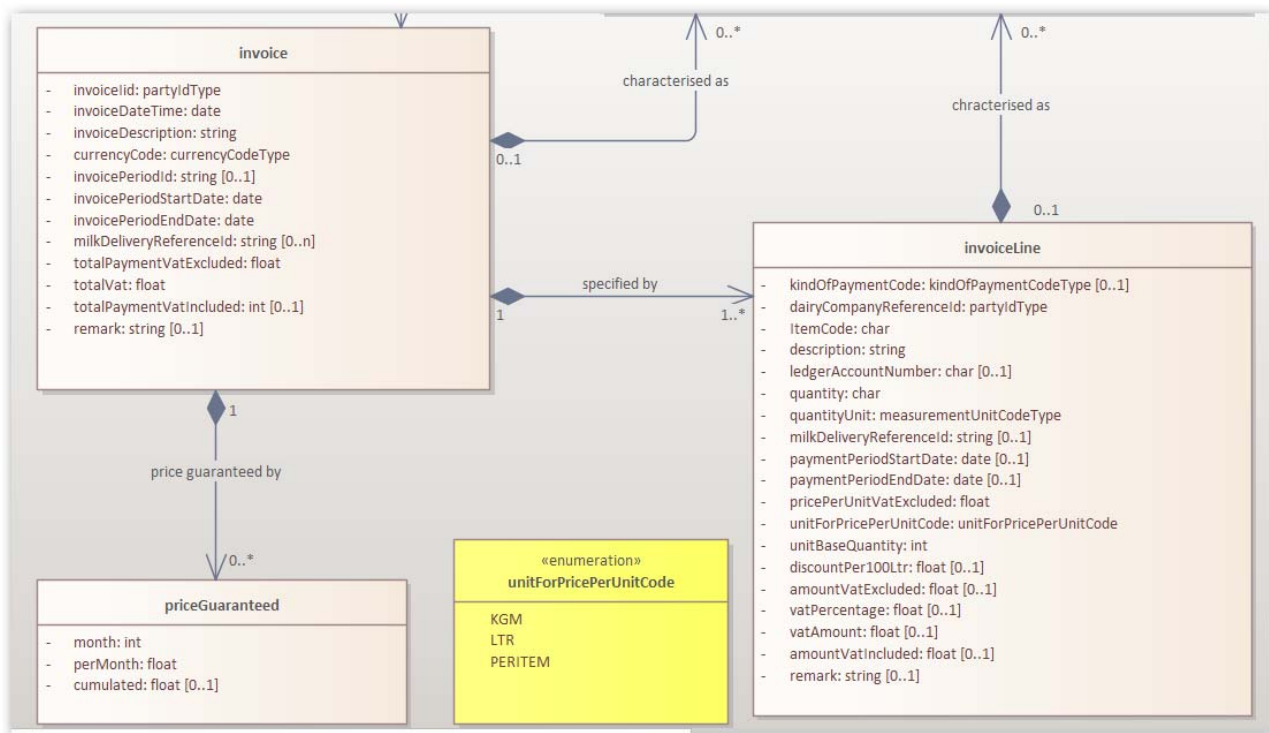 invoice
- invoiceIid: partyIdType
- invoiceDateTime: date
- invoiceDescription: string
- currencyCode: currencyCodeType
- invoicePeriodId: string [0..1]
- invoicePeriodStartDate: date
- invoicePeriodEndDate: date
- milkDeliveryReferenceId: string [0..n]
- totalPaymentVatExcluded: float
- totalVat: float
- totalPaymentVatIncluded: int [0..1]
- remark: string [0..1]
0..*
characterised as
0..1
0..*
chracterised as
0..1
specified by
1
1..*
invoiceLine
- kindOfPaymentCode: kindOfPaymentCodeType [0..1]
- dairyCompanyReferenceId: partyIdType
- ItemCode: char
- description: string
- ledgerAccountNumber: char [0..1]
- quantity: char
- quantityUnit: measurementUnitCodeType
- milkDeliveryReferenceId: string [0..1]
- paymentPeriodStartDate: date [0..1]
- paymentPeriodEndDate: date [0..1]
- pricePerUnitVatExcluded: float
- unitForPricePerUnitCode: unitForPricePerUnitCode
- unitBaseQuantity: int
- discountPer100Ltr: float [0..1]
- amountVatExcluded: float [0..1]
- vatPercentage: float [0..1]
- vatAmount: float [0..1]
- amountVatIncluded: float [0..1]
- remark: string [0..1]
1
price guaranteed by
0..*
priceGuaranteed
- month: int
- perMonth: float
- cumulated: float [0..1]
«enumeration»
unitForPricePerUnitCode
KGM
LTR
PERITEM